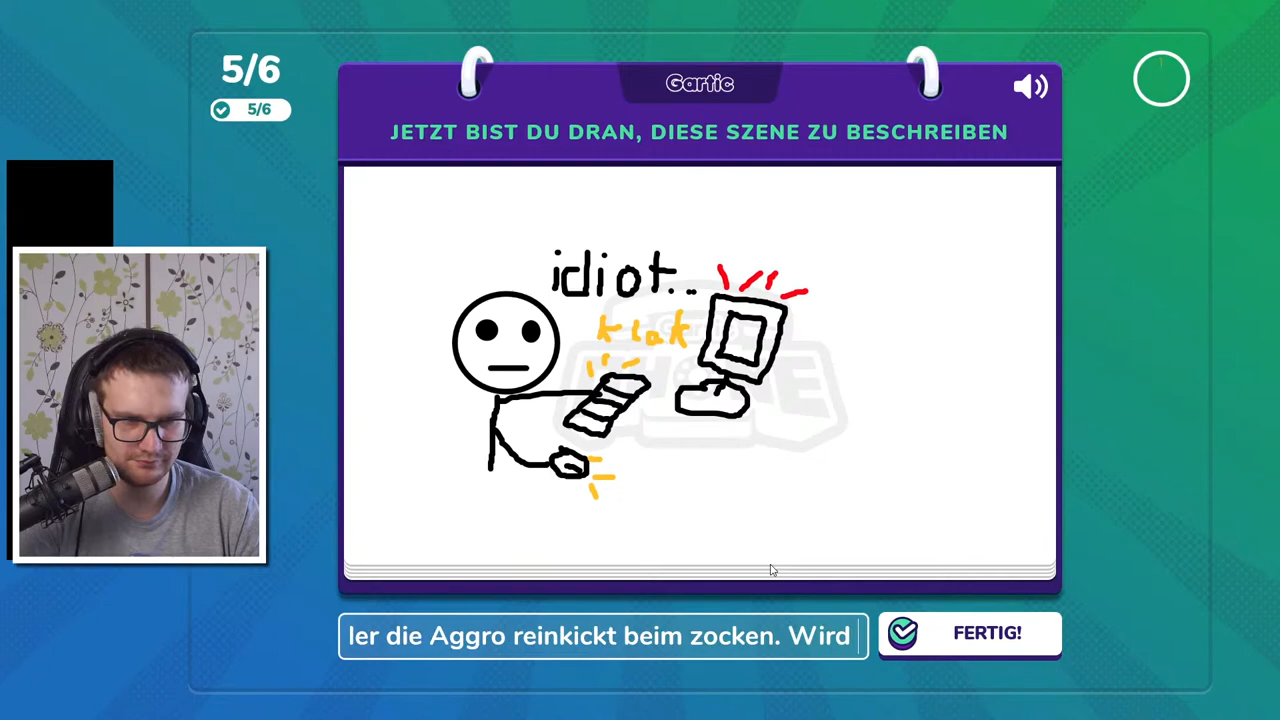 5/6
5/6
Gartic
JETZT BIST DU DRAN, DIESE SZENE ZU BESCHREIBEN
idiot...
klak
ler die Aggro reinkickt beim zocken. Wird
FERTIG!